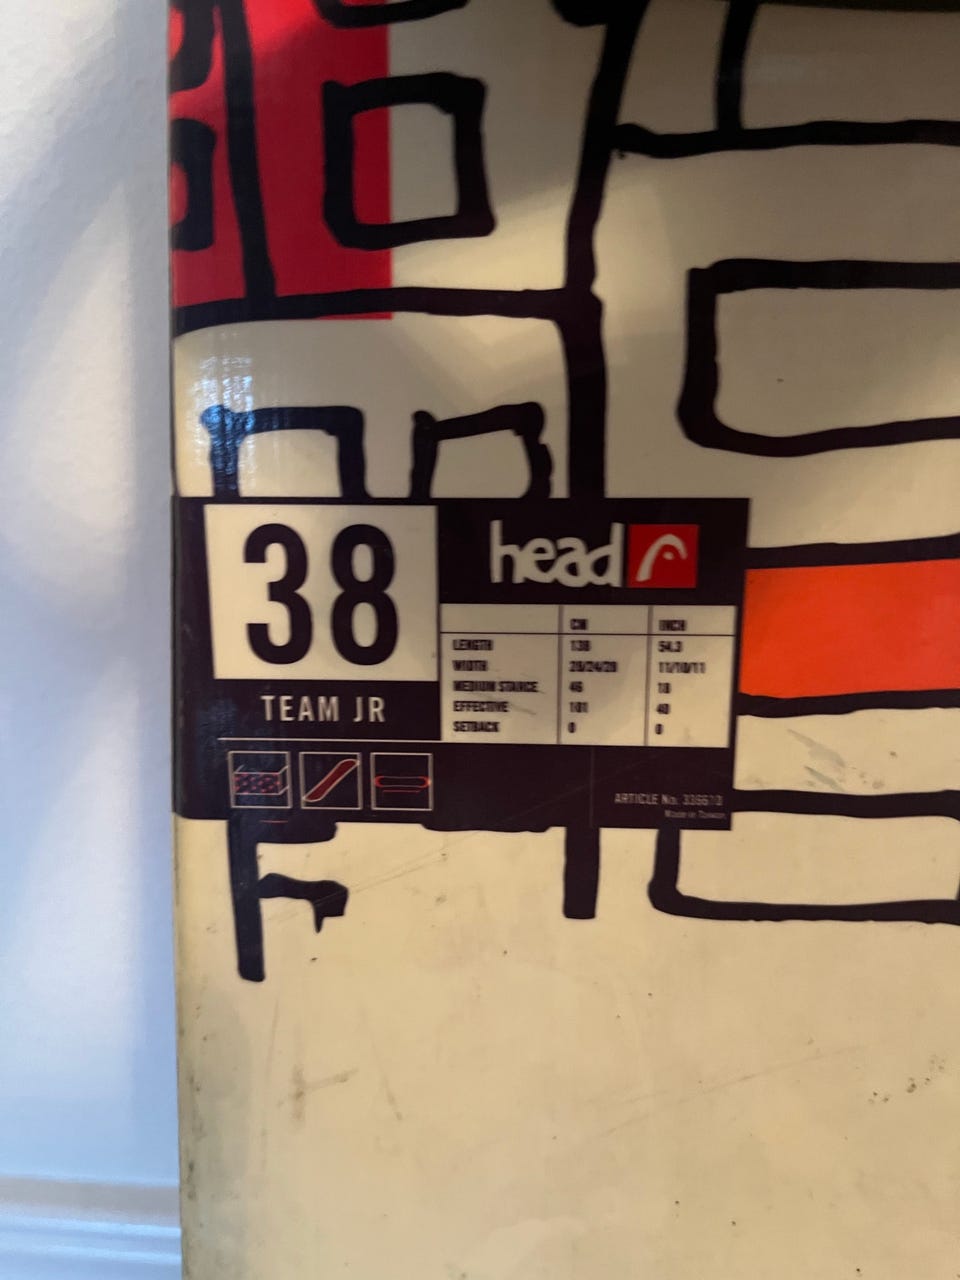 38
head
TEAM JR
CM INCH
LENGTH 138 54.3
WIDTH 28/24/28 11/10/11
MEDIUM STANCE 46 18
EFFECTIVE 101 40
SETBACK 0 0
ARTICLE No.
Made in Taiwan